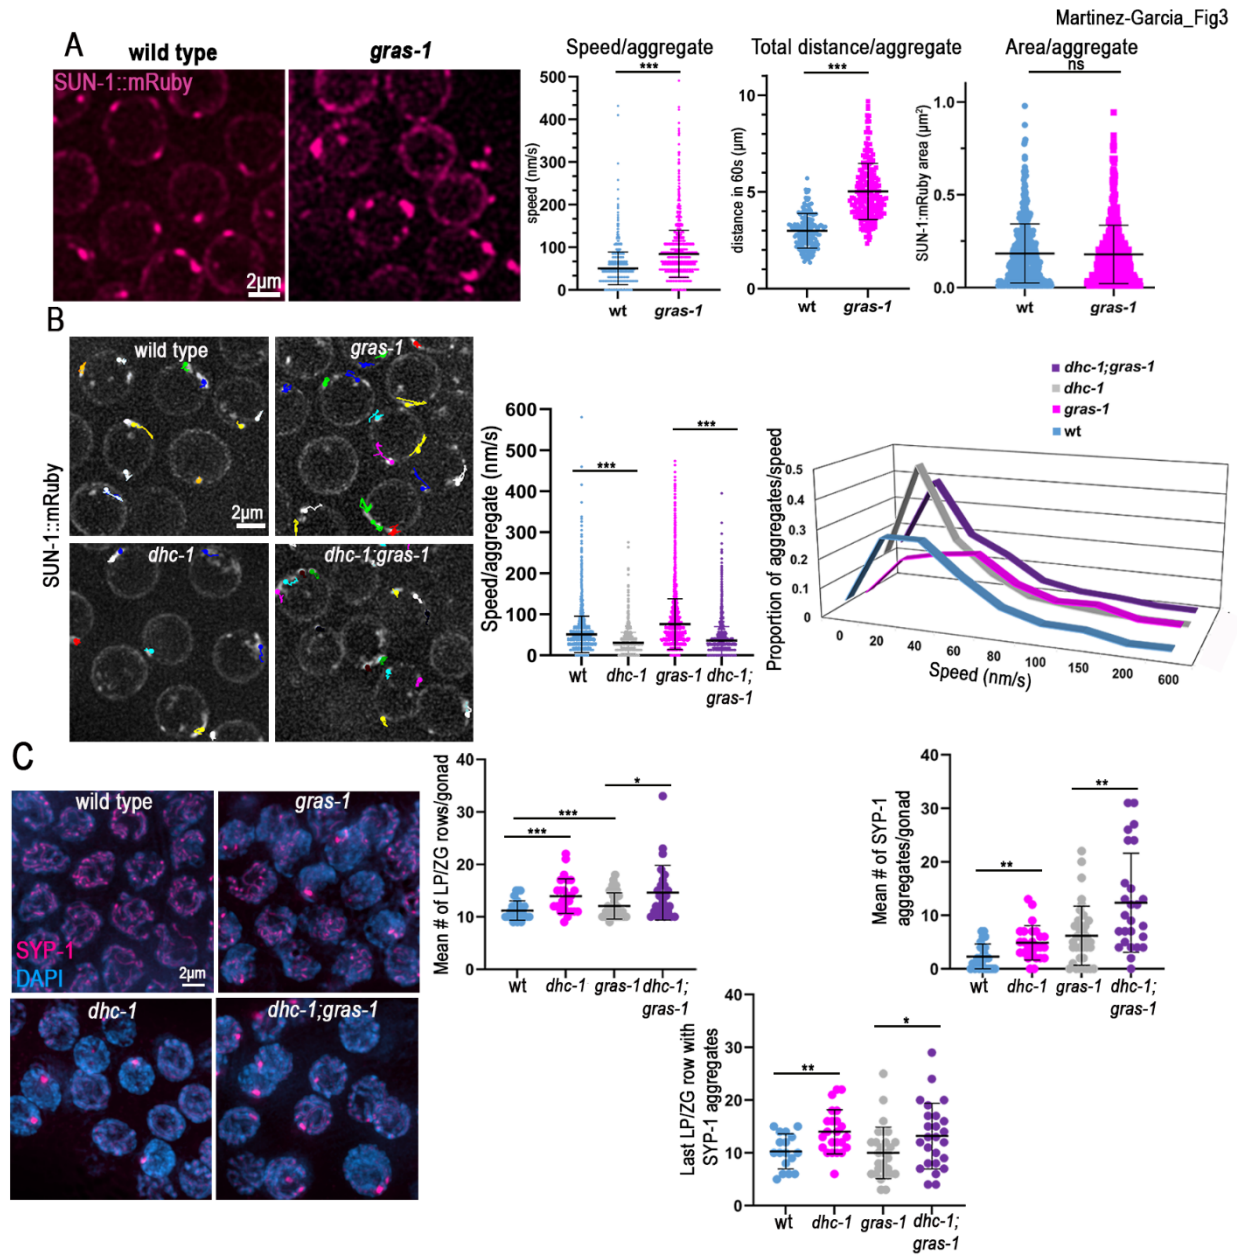 Martinez-Garcia_Fig3
A
wild type
gras-1
SUN-1::mRuby
2µm
Speed/aggregate
***
speed (nm/s)
500
400
300
200
100
0
wt
gras-1
Total distance/aggregate
***
distance in 60s (µm)
10
5
0
wt
gras-1
Area/aggregate
ns
SUN-1::mRuby area (µm²)
1.0
0.5
0.0
wt
gras-1
B
SUN-1::mRuby
wild type
gras-1
2µm
dhc-1
dhc-1;gras-1
Speed/aggregate (nm/s)
600
500
400
300
200
100
0
***
***
wt
dhc-1
gras-1
dhc-1;
gras-1
dhc-1;gras-1
dhc-1
gras-1
wt
Proportion of aggregates/speed
0.5
0.4
0.3
0.2
0.1
0
0
20
40
60
80
100
150
200
600
Speed (nm/s)
C
wild type
gras-1
SYP-1
DAPI
2µm
dhc-1
dhc-1;gras-1
Mean # of LP/ZG rows/gonad
40
30
20
10
0
***
***
*
wt
dhc-1
gras-1
dhc-1;
gras-1
Mean # of SYP-1
aggregates/gonad
40
30
20
10
0
**
**
wt
dhc-1
gras-1
dhc-1;
gras-1
Last LP/ZG row with
SYP-1 aggregates
40
30
20
10
0
**
*
wt
dhc-1
gras-1
dhc-1;
gras-1